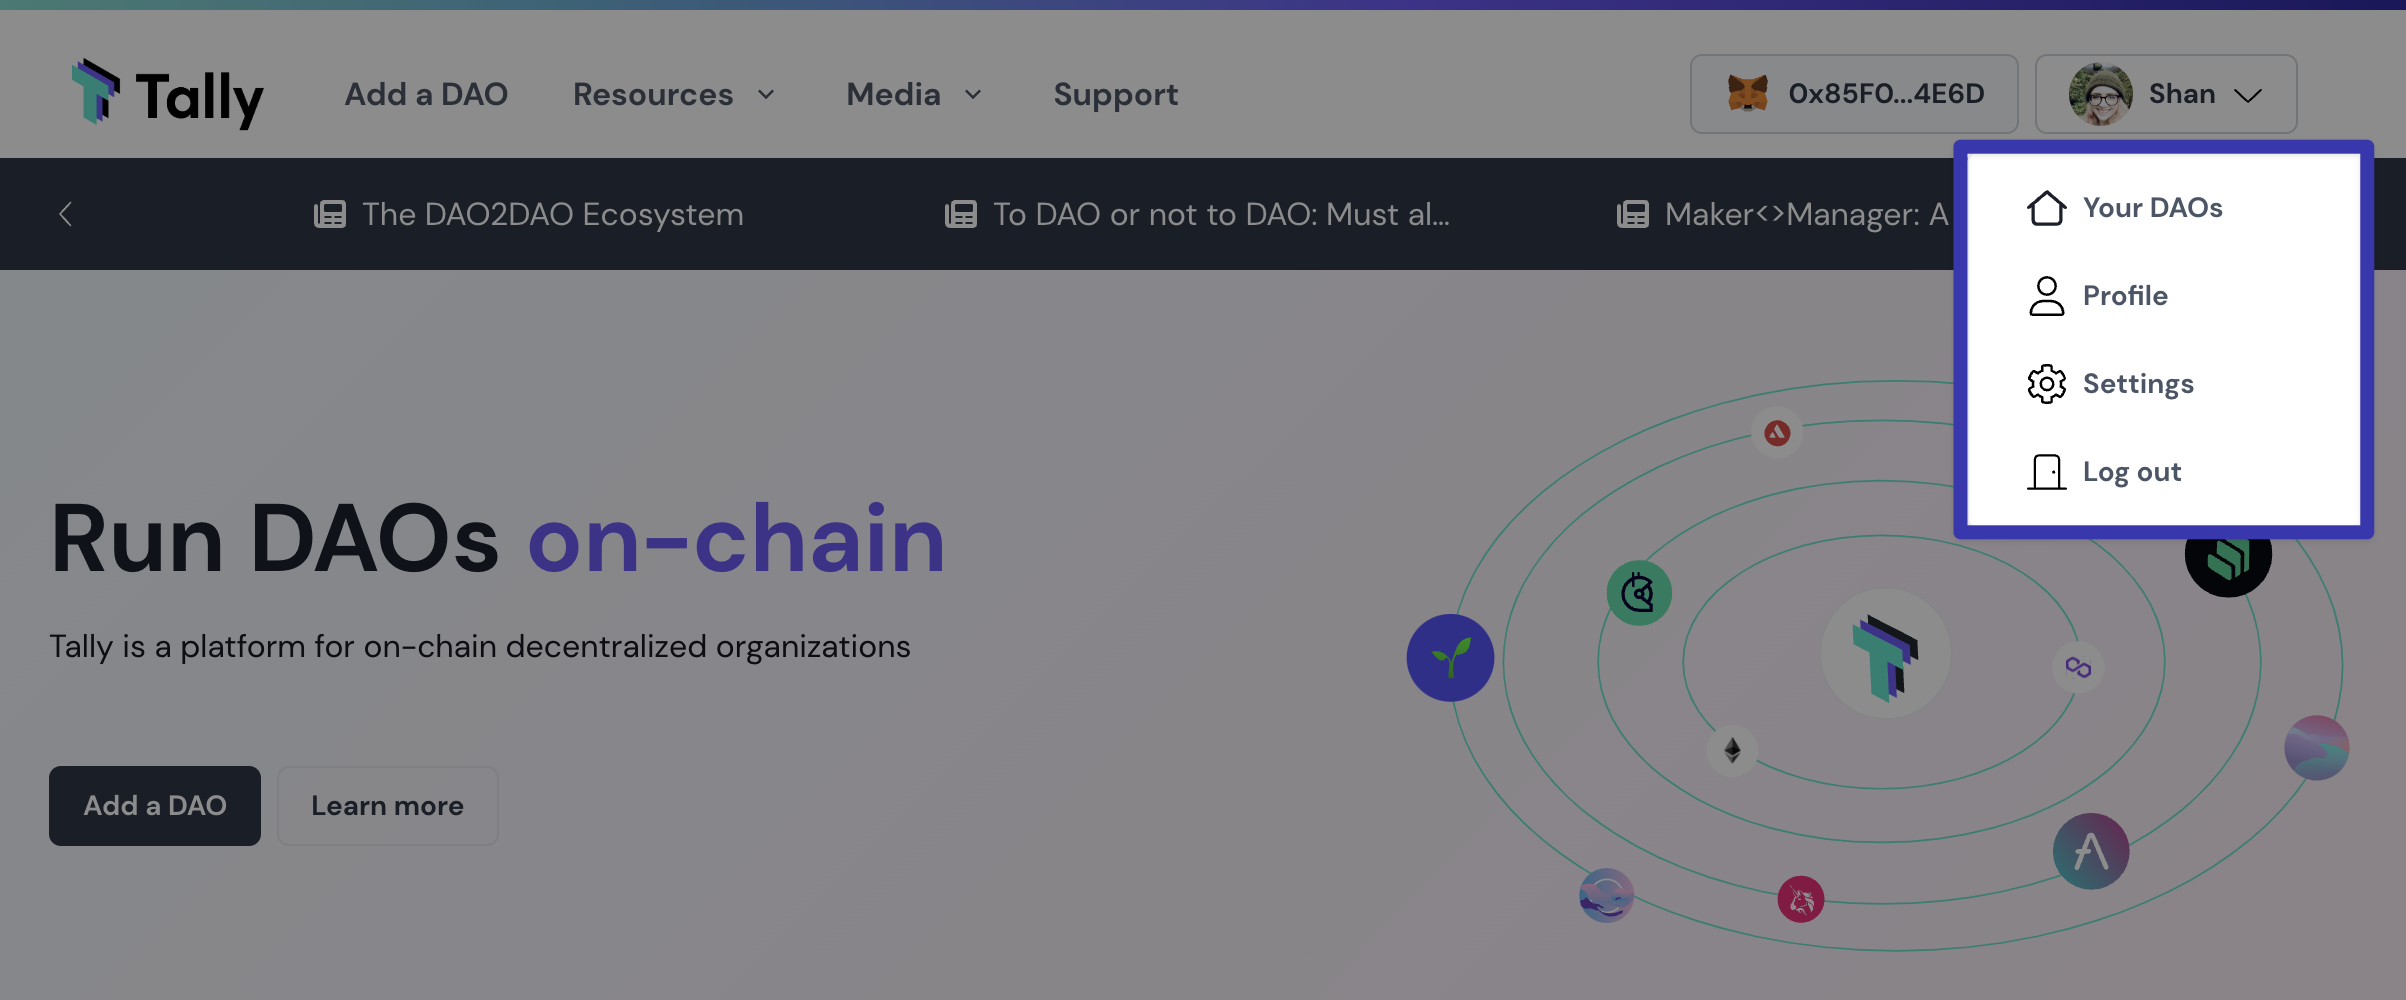 Tally
Add a DAO
Resources
Media
Support
0x85F0...4E6D
Shan
The DAO2DAO Ecosystem
To DAO or not to DAO: Must al...
Maker<>Manager: A
Your DAOs
Profile
Settings
Log out
Run DAOs on-chain
Tally is a platform for on-chain decentralized organizations
Add a DAO
Learn more